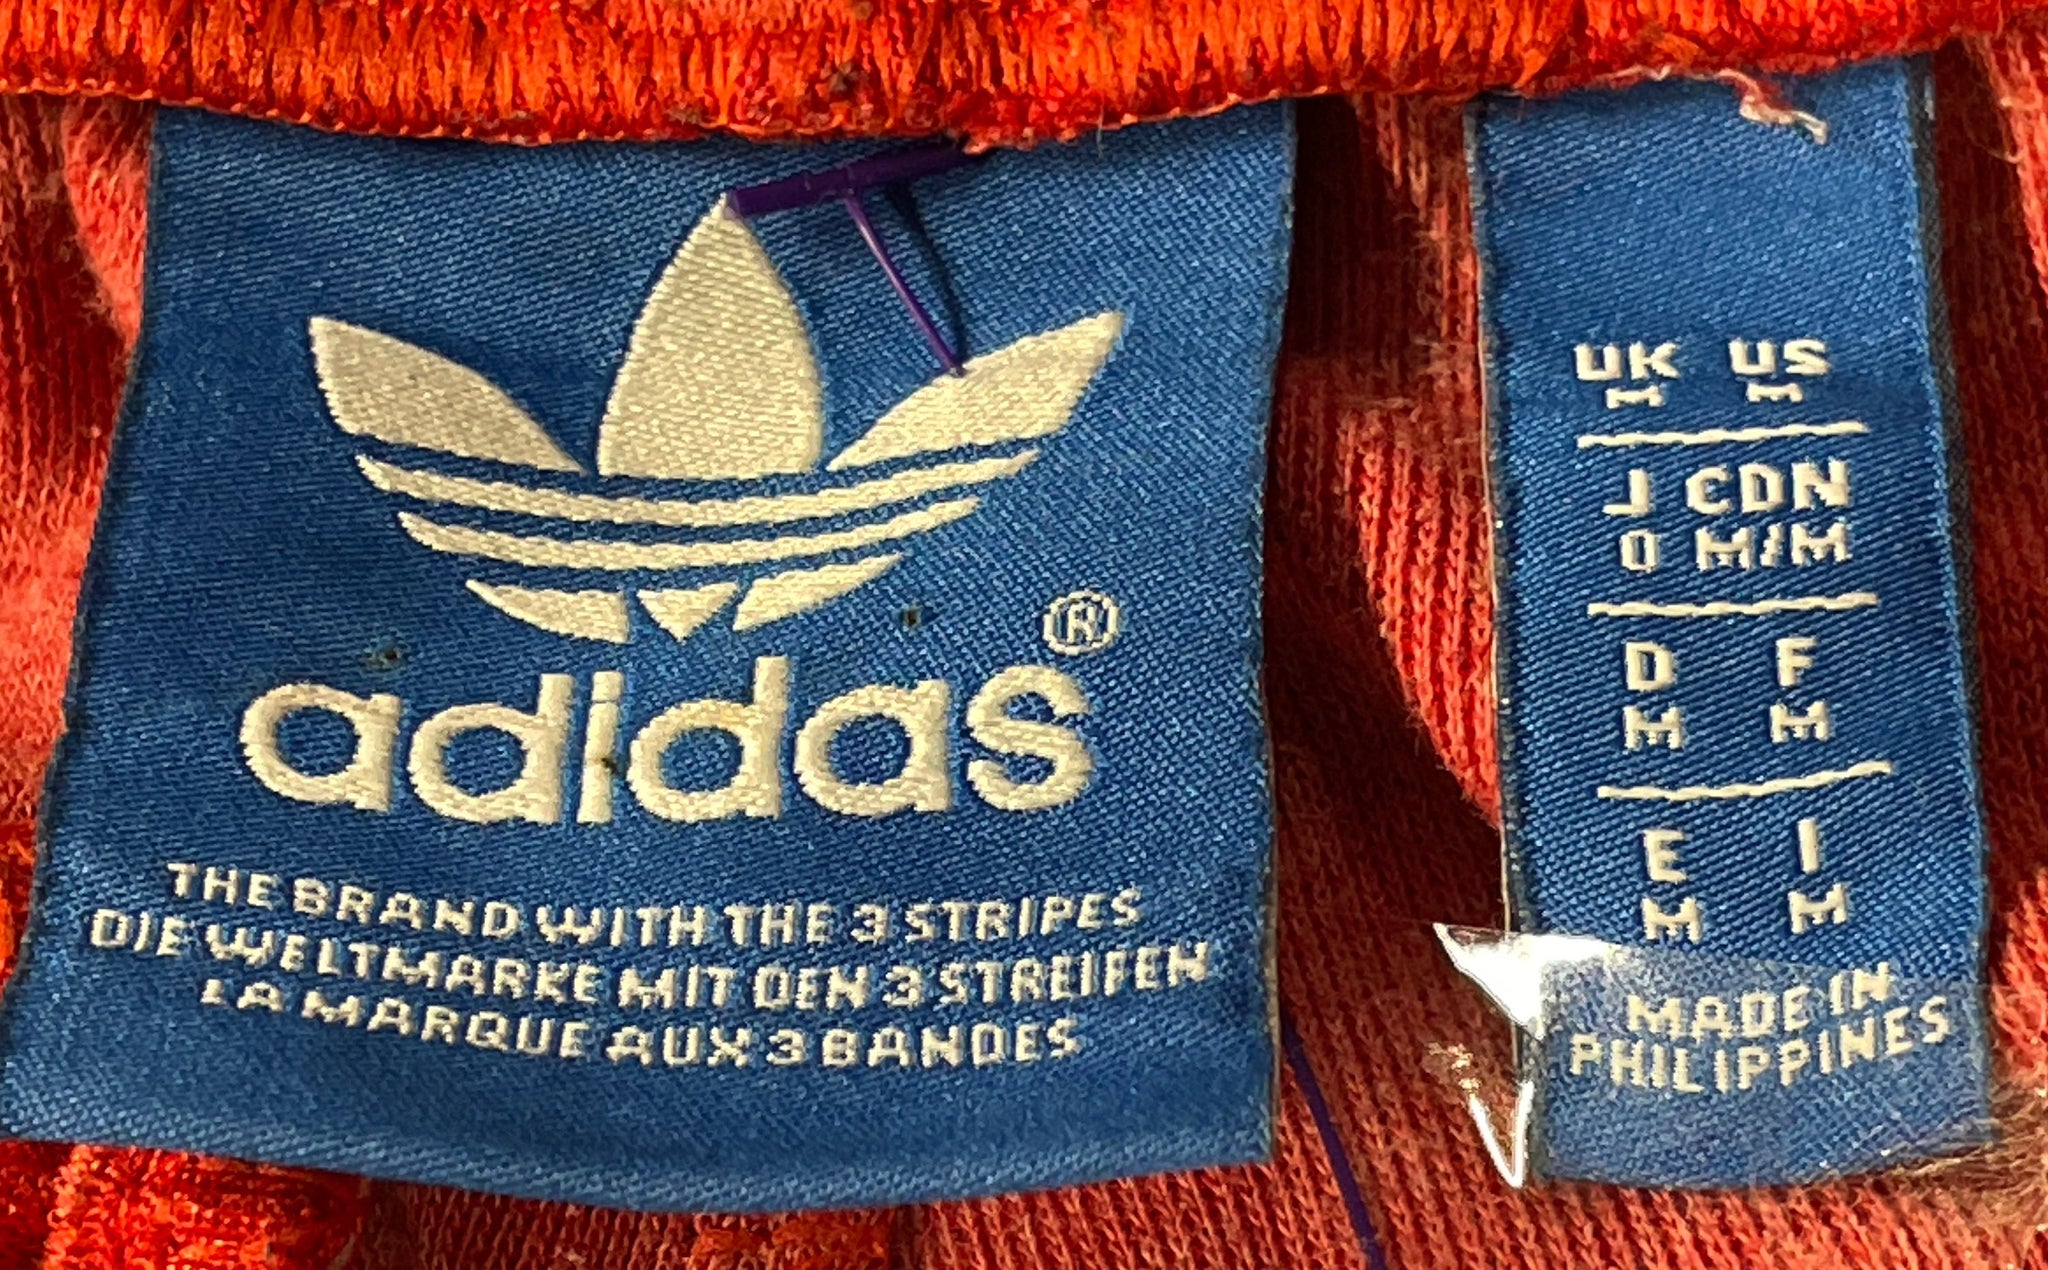 adidas®
THE BRAND WITH THE 3 STRIPES
DIE WELTMARKE MIT DEN 3 STREIFEN
LA MARQUE AUX 3 BANDES
UK US
M M
J CDN
O M/M
D F
M M
E I
M M
MADE IN
PHILIPPINES